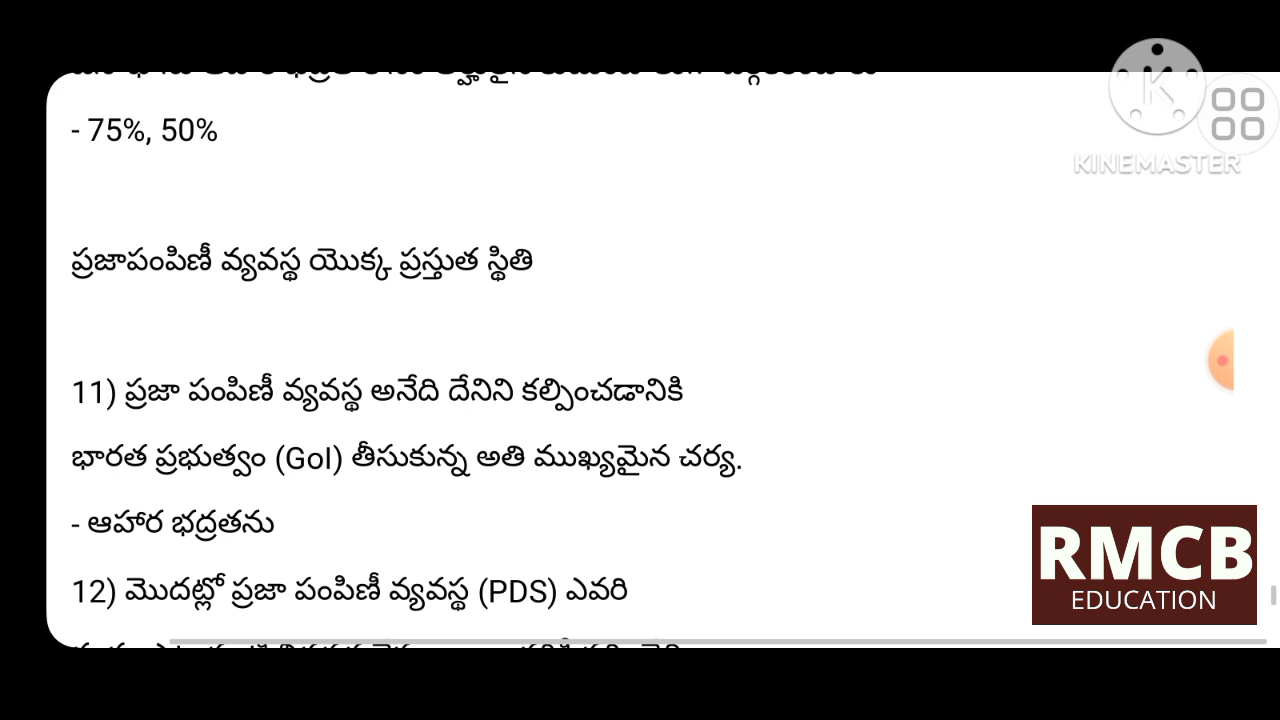 - 75%, 50%
ప్రజాపంపిణీ వ్యవస్థ యొక్క ప్రస్తుత స్థితి
11) ప్రజా పంపిణీ వ్యవస్థ అనేది దేనిని కల్పించడానికి
భారత ప్రభుత్వం (GoI) తీసుకున్న అతి ముఖ్యమైన చర్య.
- ఆహార భద్రతను
12) మొదట్లో ప్రజా పంపిణీ వ్యవస్థ (PDS) ఎవరి
KINEMASTER
RMCB
EDUCATION